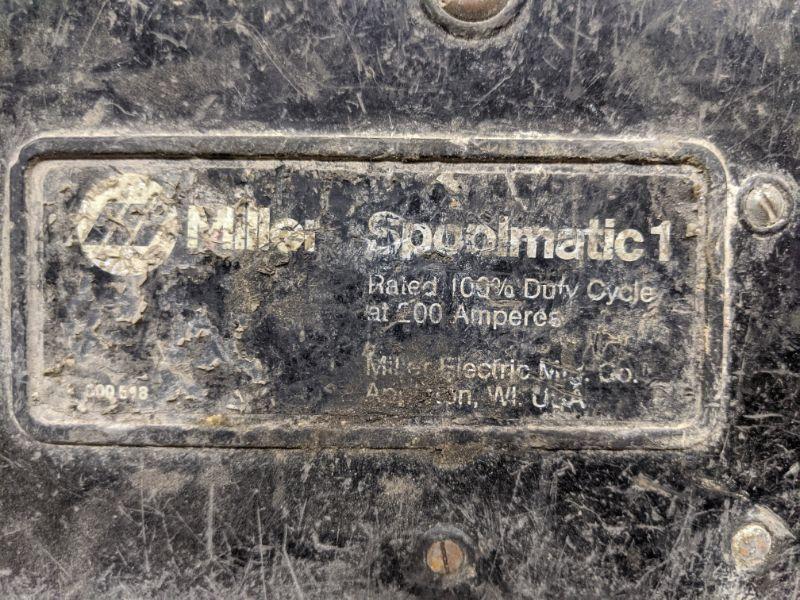 Miller Spoolmatic 1
Rated 100% Duty Cycle
at 200 Amperes
Miller Electric Mfg. Co.
Appleton, WI. USA